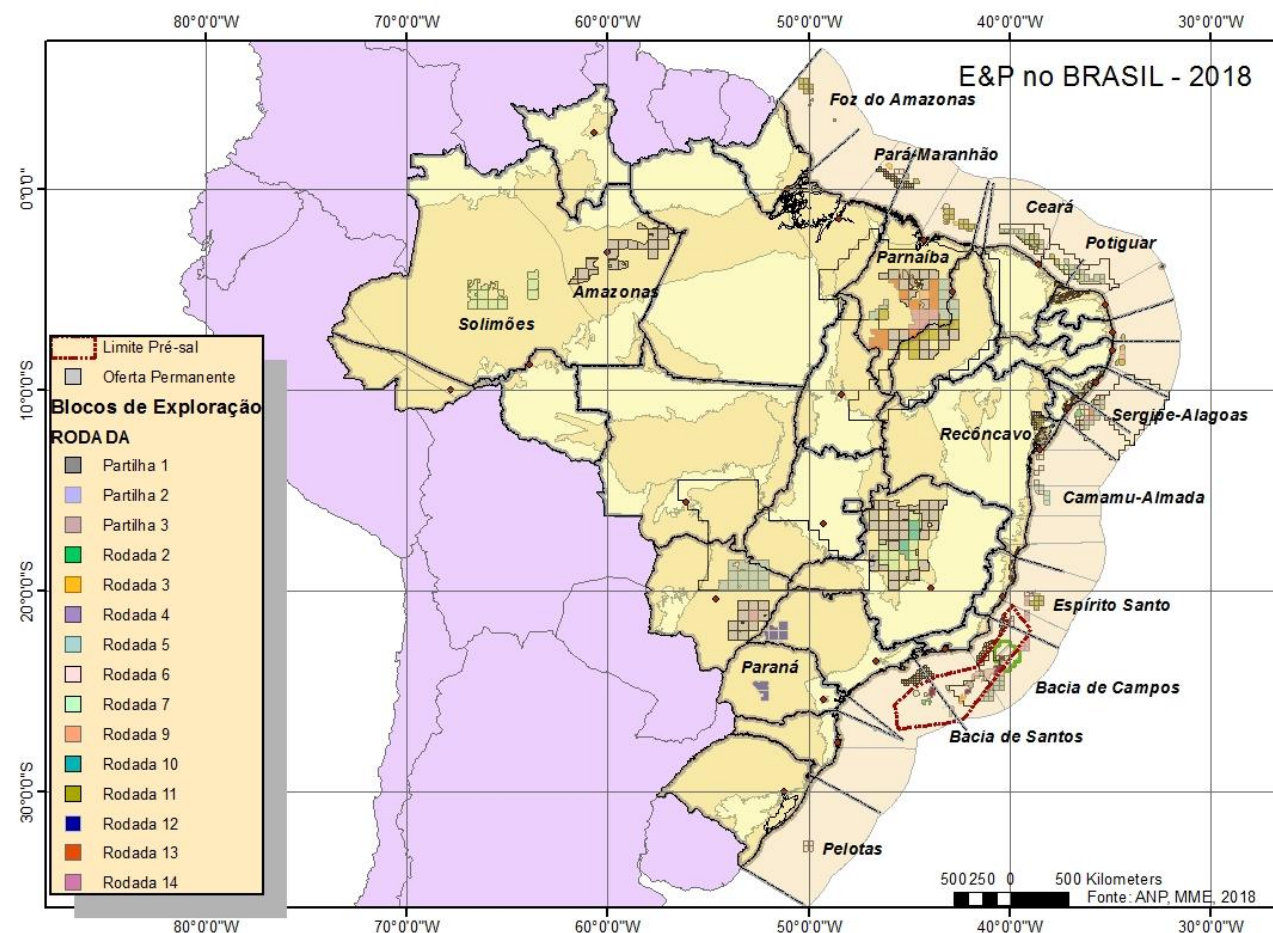 80°0'0"W 70°0'0"W 60°0'0"W 50°0'0"W 40°0'0"W 30°0'0"W
E&P no BRASIL - 2018
Foz do Amazonas
Pará-Maranhão
0°0'0"
Ceará
Potiguar
Parnaíba
Amazonas
Solimões
10°0'0"S
Sergipe-Alagoas
Recôncavo
Camamu-Almada
20°0'0"S
Espírito Santo
Paraná
Bacia de Campos
Bacia de Santos
30°0'0"S
Pelotas
Limite Pré-sal
Oferta Permanente
Blocos de Exploração
RODADA
Partilha 1
Partilha 2
Partilha 3
Rodada 2
Rodada 3
Rodada 4
Rodada 5
Rodada 6
Rodada 7
Rodada 9
Rodada 10
Rodada 11
Rodada 12
Rodada 13
Rodada 14
500 250 0 500 Kilometers
Fonte: ANP, MME, 2018
80°0'0"W 70°0'0"W 60°0'0"W 50°0'0"W 40°0'0"W 30°0'0"W